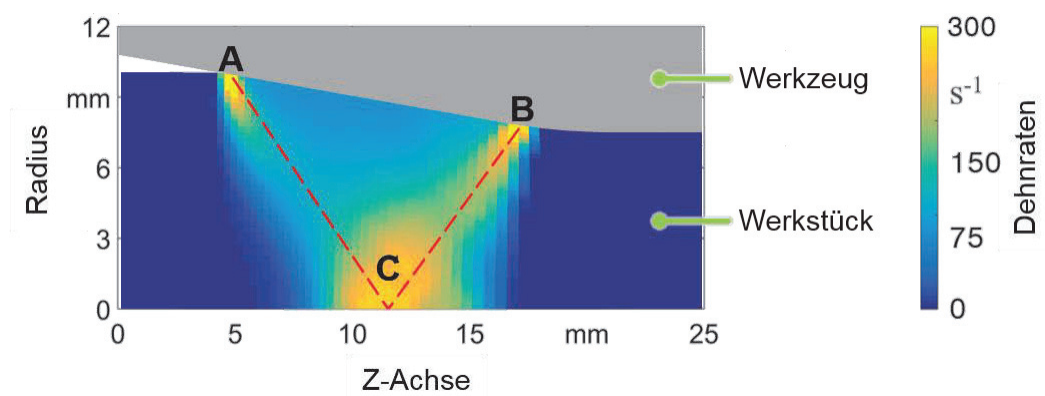 12
mm
6
3
0
Radius
0
5
10
15
mm
25
Z-Achse
A
B
C
Werkzeug
Werkstück
300
s-1
150
75
0
Dehnraten